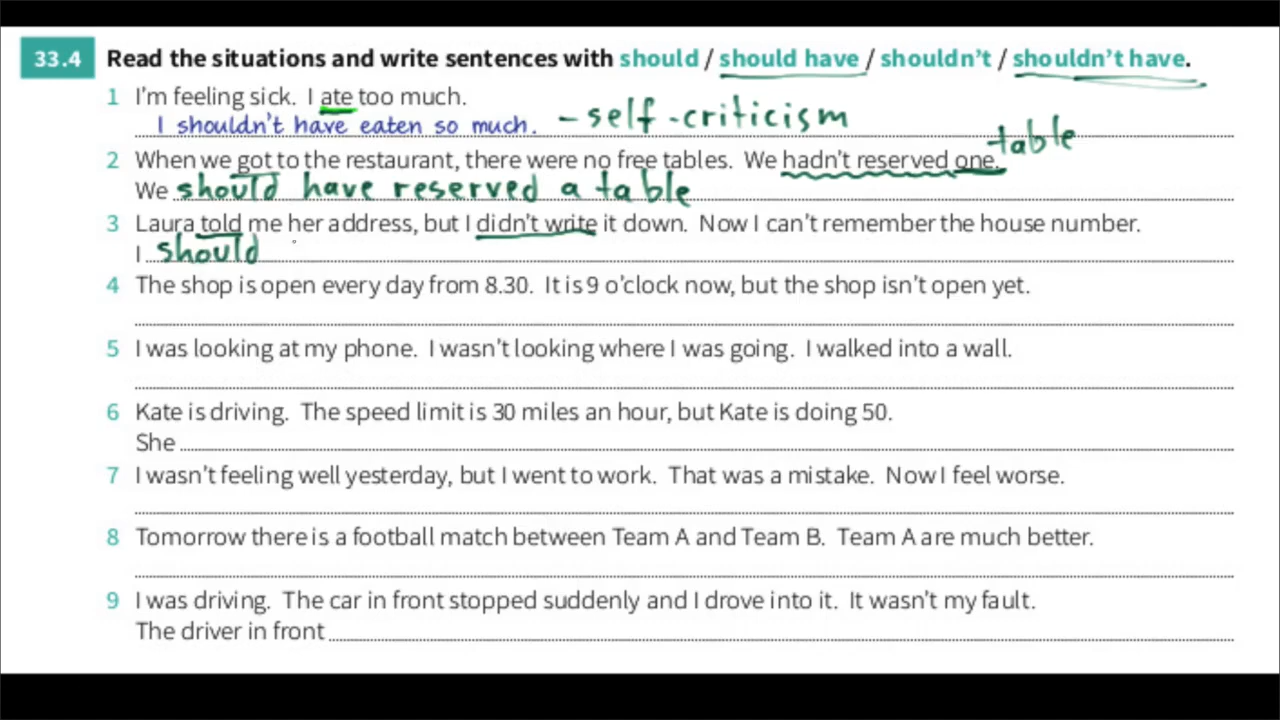 33.4 Read the situations and write sentences with should / should have / shouldn't / shouldn't have.
1 I'm feeling sick. I ate too much.
I shouldn't have eaten so much. - self-criticism
table
2 When we got to the restaurant, there were no free tables. We hadn't reserved one.
We should have reserved a table
3 Laura told me her address, but I didn't write it down. Now I can't remember the house number.
I should
4 The shop is open every day from 8.30. It is 9 o'clock now, but the shop isn't open yet.
5 I was looking at my phone. I wasn't looking where I was going. I walked into a wall.
6 Kate is driving. The speed limit is 30 miles an hour, but Kate is doing 50.
She
7 I wasn't feeling well yesterday, but I went to work. That was a mistake. Now I feel worse.
8 Tomorrow there is a football match between Team A and Team B. Team A are much better.
9 I was driving. The car in front stopped suddenly and I drove into it. It wasn't my fault.
The driver in front